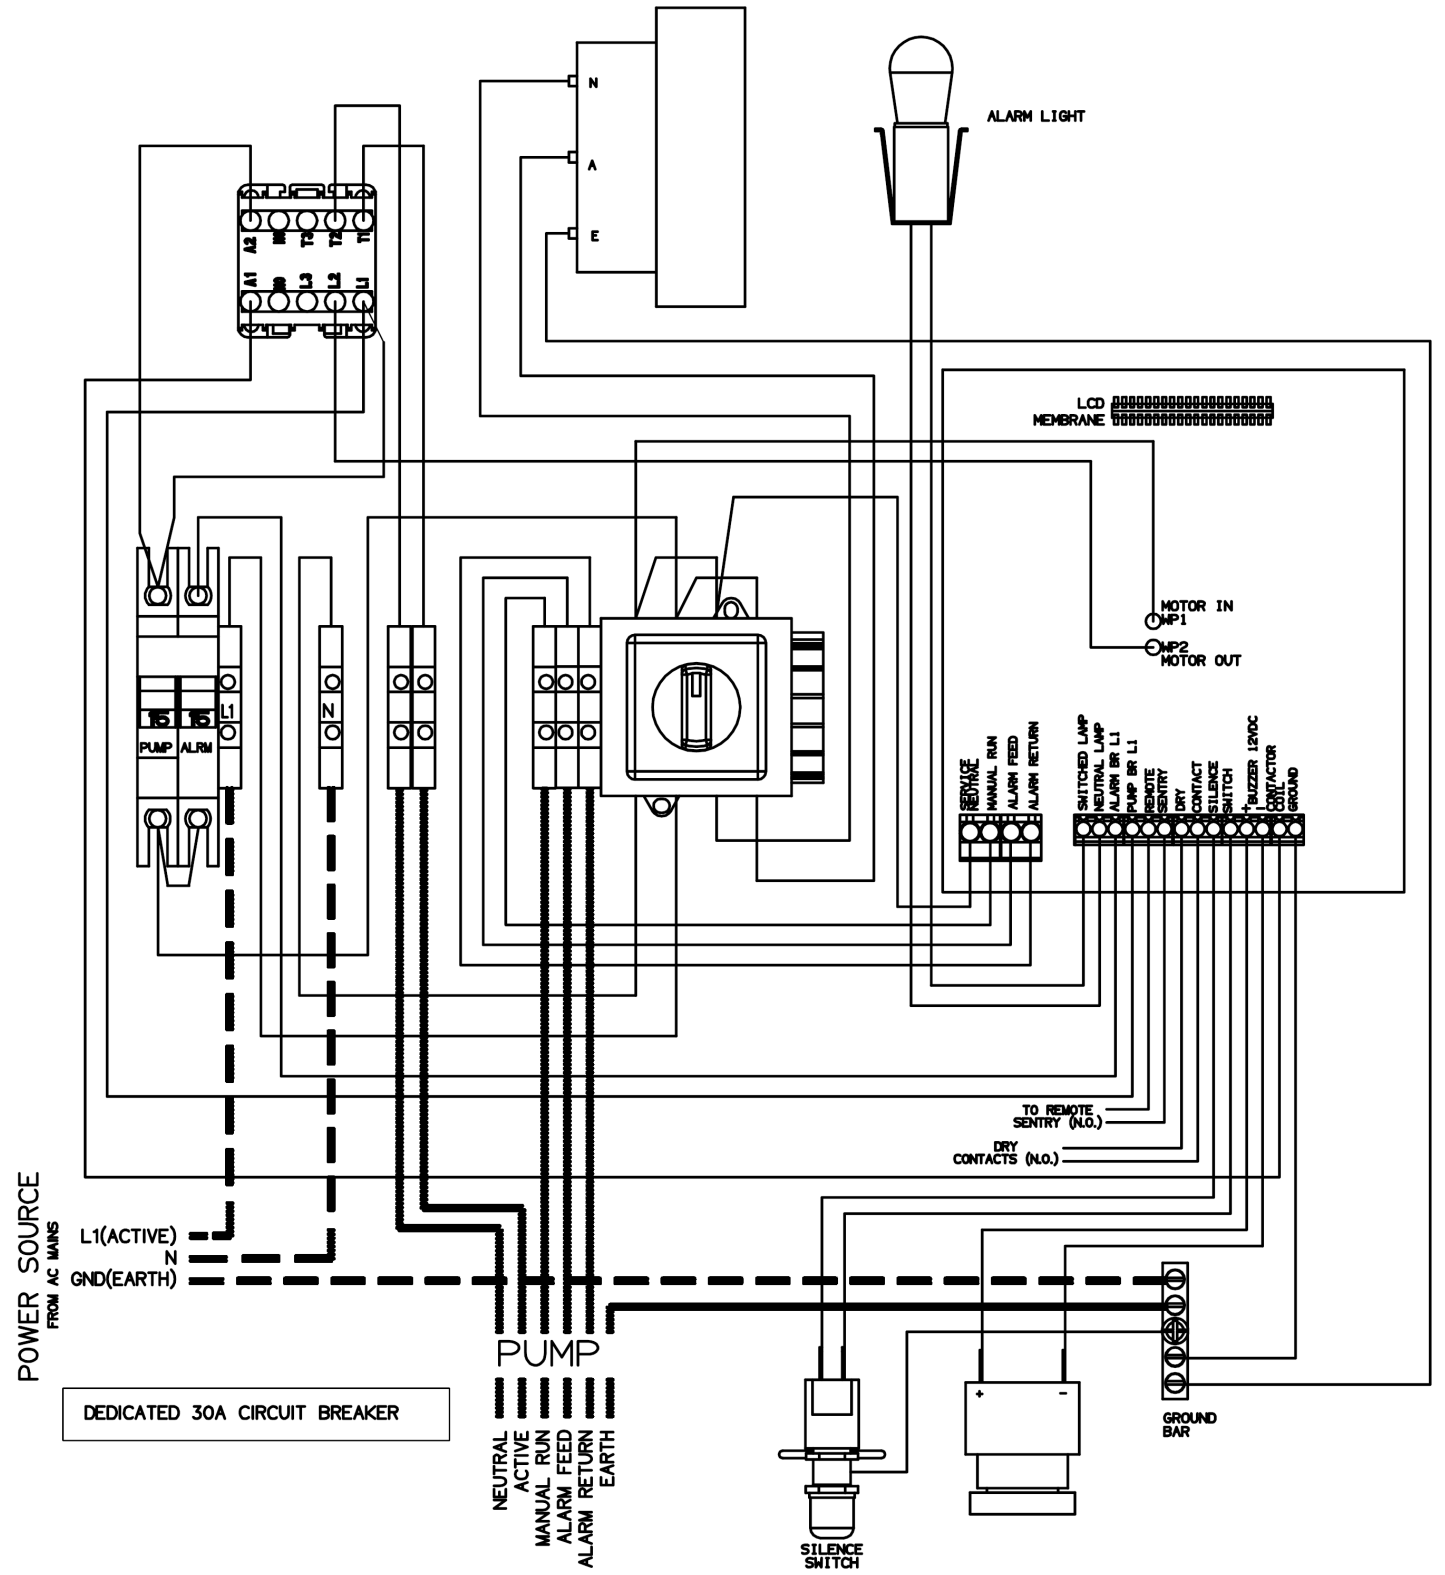 N
A
E
ALARM LIGHT
A2
NO
T3
T2
T1
A1
NO
L3
L2
L1
LCD
MEMBRANE
MOTOR IN
WP1
WP2
MOTOR OUT
15
15
PUMP
ALRM
L1
N
SERVICE
NEUTRAL
MANUAL RUN
ALARM FEED
ALARM RETURN
SWITCHED LAMP
NEUTRAL LAMP
ALARM BR L1
PUMP BR L1
REMOTE
SENTRY
DRY
CONTACT
SILENCE
SWITCH
+
BUZZER 12VDC
–
CONTACTOR
COIL
GROUND
TO REMOTE
SENTRY (N.O.)
DRY
CONTACTS (N.O.)
POWER SOURCE
FROM AC MAINS
L1(ACTIVE)
N
GND(EARTH)
PUMP
DEDICATED 30A CIRCUIT BREAKER
NEUTRAL
ACTIVE
MANUAL RUN
ALARM FEED
ALARM RETURN
EARTH
+
–
GROUND
BAR
SILENCE
SWITCH